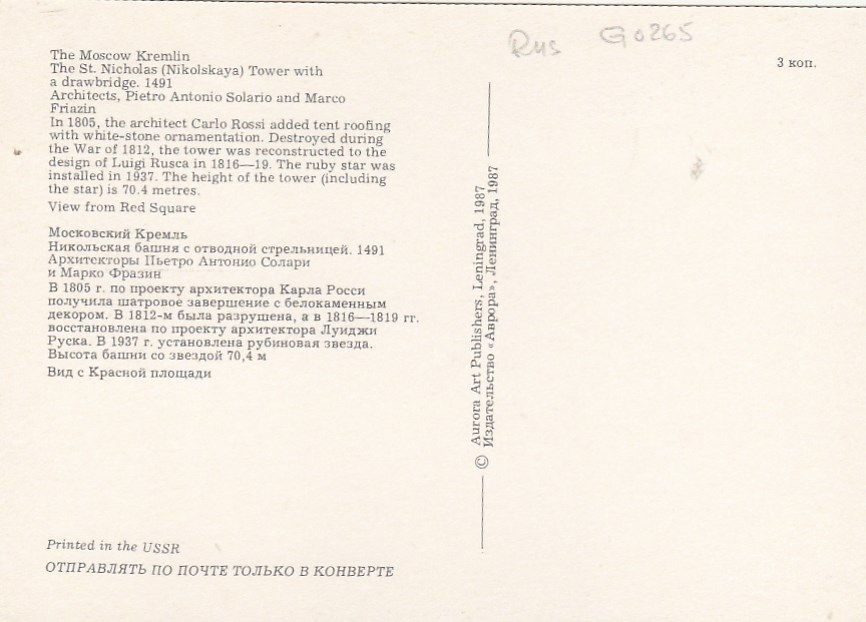 Rus G0265
3 коп.
The Moscow Kremlin
The St. Nicholas (Nikolskaya) Tower with
a drawbridge. 1491
Architects, Pietro Antonio Solario and Marco
Friazin
In 1805, the architect Carlo Rossi added tent roofing
with white-stone ornamentation. Destroyed during
the War of 1812, the tower was reconstructed to the
design of Luigi Rusca in 1816—19. The ruby star was
installed in 1937. The height of the tower (including
the star) is 70.4 metres.
View from Red Square
Московский Кремль
Никольская башня с отводной стрельницей. 1491
Архитекторы Пьетро Антонио Солари
и Марко Фрязин
В 1805 г. по проекту архитектора Карла Росси
получила шатровое завершение с белокаменным
декором. В 1812-м была разрушена, а в 1816—1819 гг.
восстановлена по проекту архитектора Луиджи
Руска. В 1937 г. установлена рубиновая звезда.
Высота башни со звездой 70,4 м
Вид с Красной площади
© Aurora Art Publishers, Leningrad, 1987
Издательство «Аврора», Ленинград, 1987
Printed in the USSR
ОТПРАВЛЯТЬ ПО ПОЧТЕ ТОЛЬКО В КОНВЕРТЕ